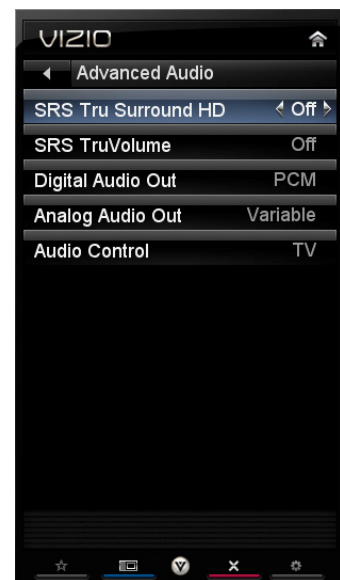 VIZIO
Advanced Audio
SRS Tru Surround HD Off
SRS TruVolume Off
Digital Audio Out PCM
Analog Audio Out Variable
Audio Control TV
V